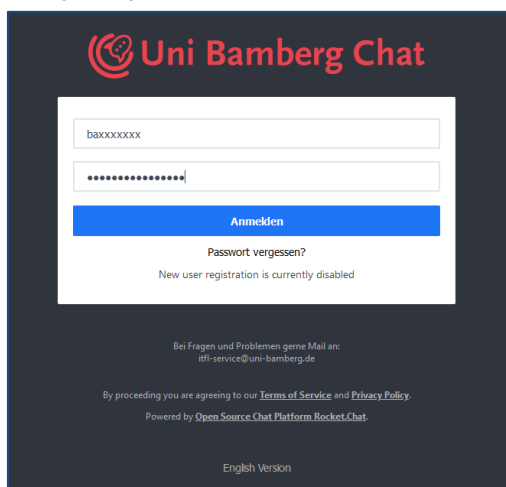 Uni Bamberg Chat
baxxxxxxx
••••••••••••••••
Anmelden
Passwort vergessen?
New user registration is currently disabled
Bei Fragen und Problemen gerne Mail an:
itfl-service@uni-bamberg.de
By proceeding you are agreeing to our Terms of Service and Privacy Policy.
Powered by Open Source Chat Platform Rocket.Chat.
English Version